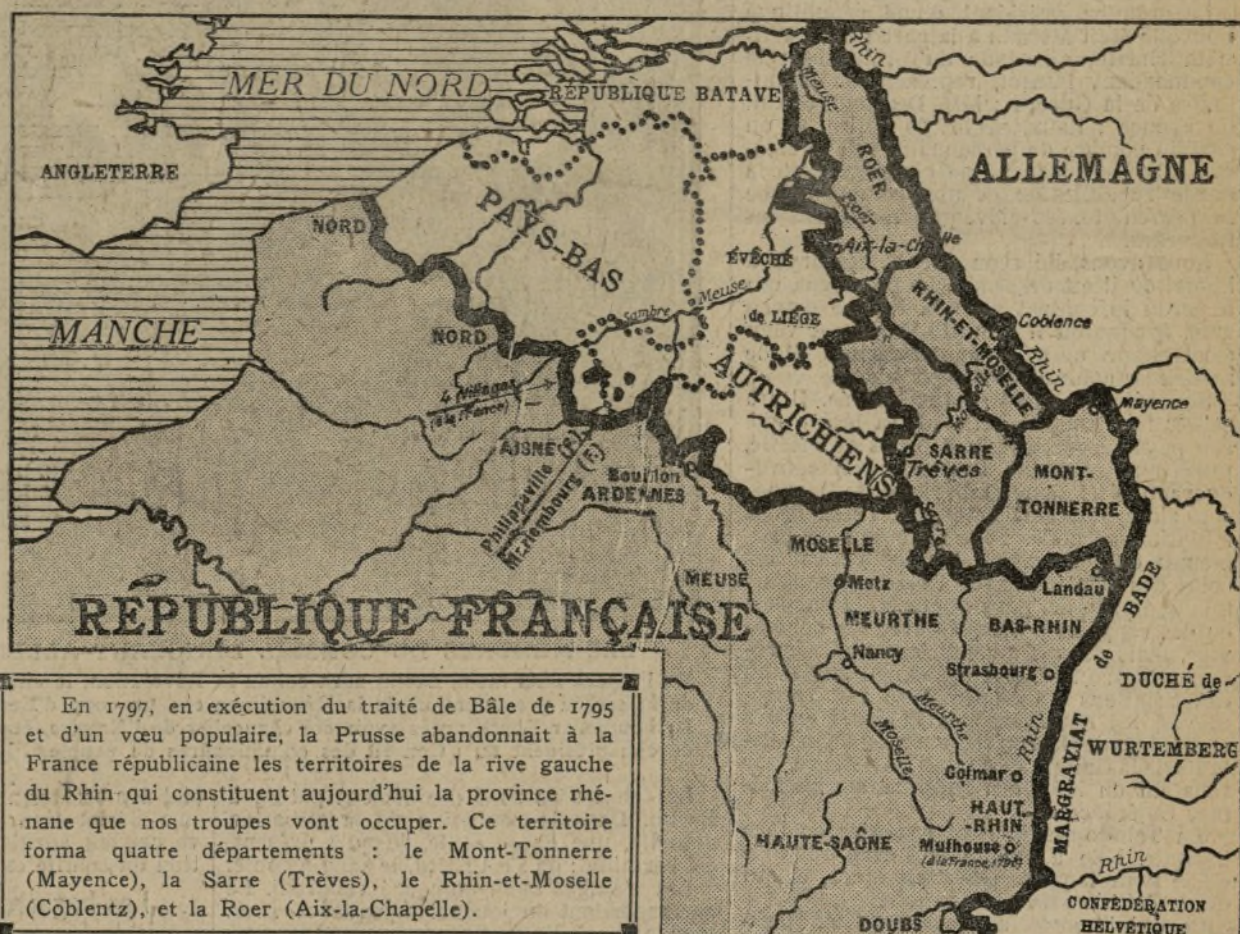 Rhin
MER DU NORD
RÉPUBLIQUE BATAVE
Meuse
ANGLETERRE
ROER
ALLEMAGNE
NORD
PAYS-BAS
Roer
Aix-la-Chapelle
ÉVÊCHÉ
Meuse
RHIN-ET-MOSELLE
Sambre
de LIÉGE
Coblence
MANCHE
NORD
Rhin
AUTRICHIENS
4 Villages
(à la France)
Mayence
AISNE
SARRE
Trèves
MONT-
TONNERRE
Bouillon
ARDENNES
Philippeville (F.)
Mariembourg (F.)
Sarre
MOSELLE
MEUSE
Metz
Landau
BADE
RÉPUBLIQUE FRANÇAISE
MEURTHE
BAS-RHIN
Nancy
Strasbourg
de
DUCHÉ de
WURTEMBERG
Meurthe
Moselle
Rhin
MARGRAVIAT
Colmar
HAUT
-RHIN
HAUTE-SAÔNE
Mulhouse
Rhin
DOUBS
CONFÉDÉRATION
HELVÉTIQUE
En 1797, en exécution du traité de Bâle de 1795
et d'un vœu populaire, la Prusse abandonnait à la
France républicaine les territoires de la rive gauche
du Rhin qui constituent aujourd'hui la province rhé-
nane que nos troupes vont occuper. Ce territoire
forma quatre départements : le Mont-Tonnerre
(Mayence), la Sarre (Trèves), le Rhin-et-Moselle
(Coblentz), et la Roer (Aix-la-Chapelle).